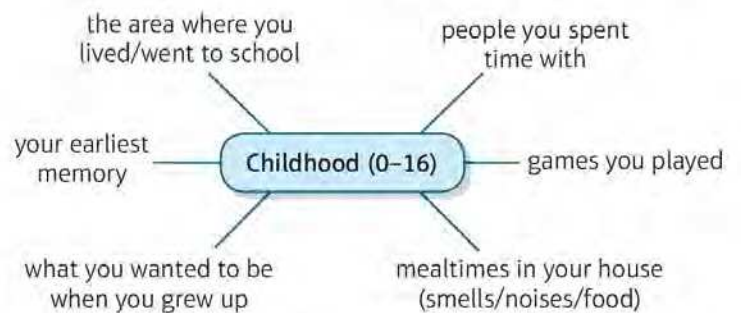 the area where you
lived/went to school
people you spent
time with
your earliest
memory
Childhood (0–16)
games you played
what you wanted to be
when you grew up
mealtimes in your house
(smells/noises/food)